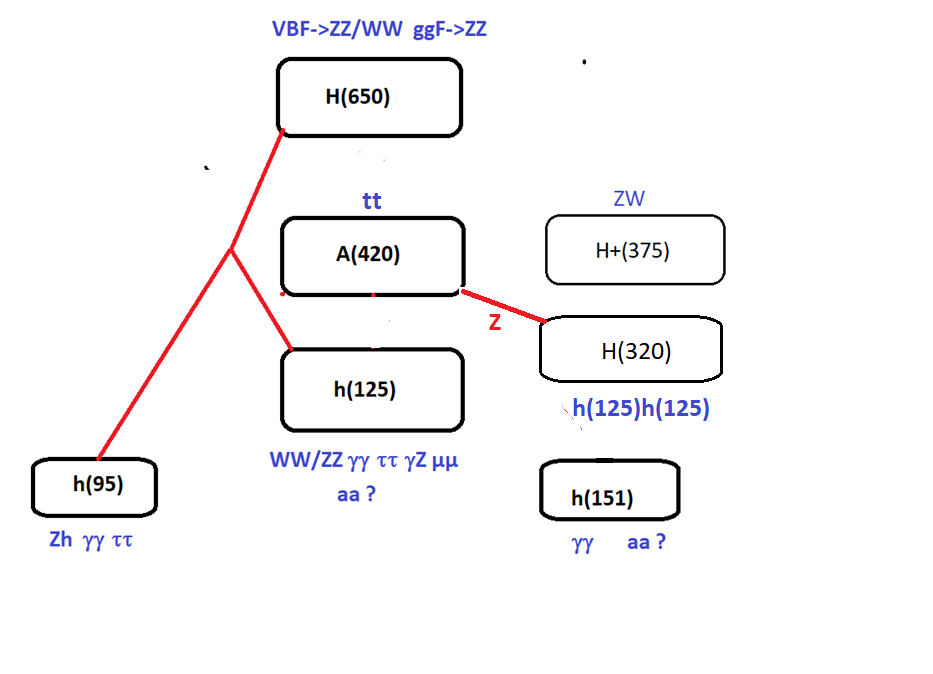 VBF->ZZ/WW ggF->ZZ
H(650)
tt
ZW
A(420)
H+(375)
Z
H(320)
h(125)
h(125)h(125)
WW/ZZ γγ ττ γZ μμ
aa ?
h(95)
h(151)
Zh γγ ττ
γγ aa ?